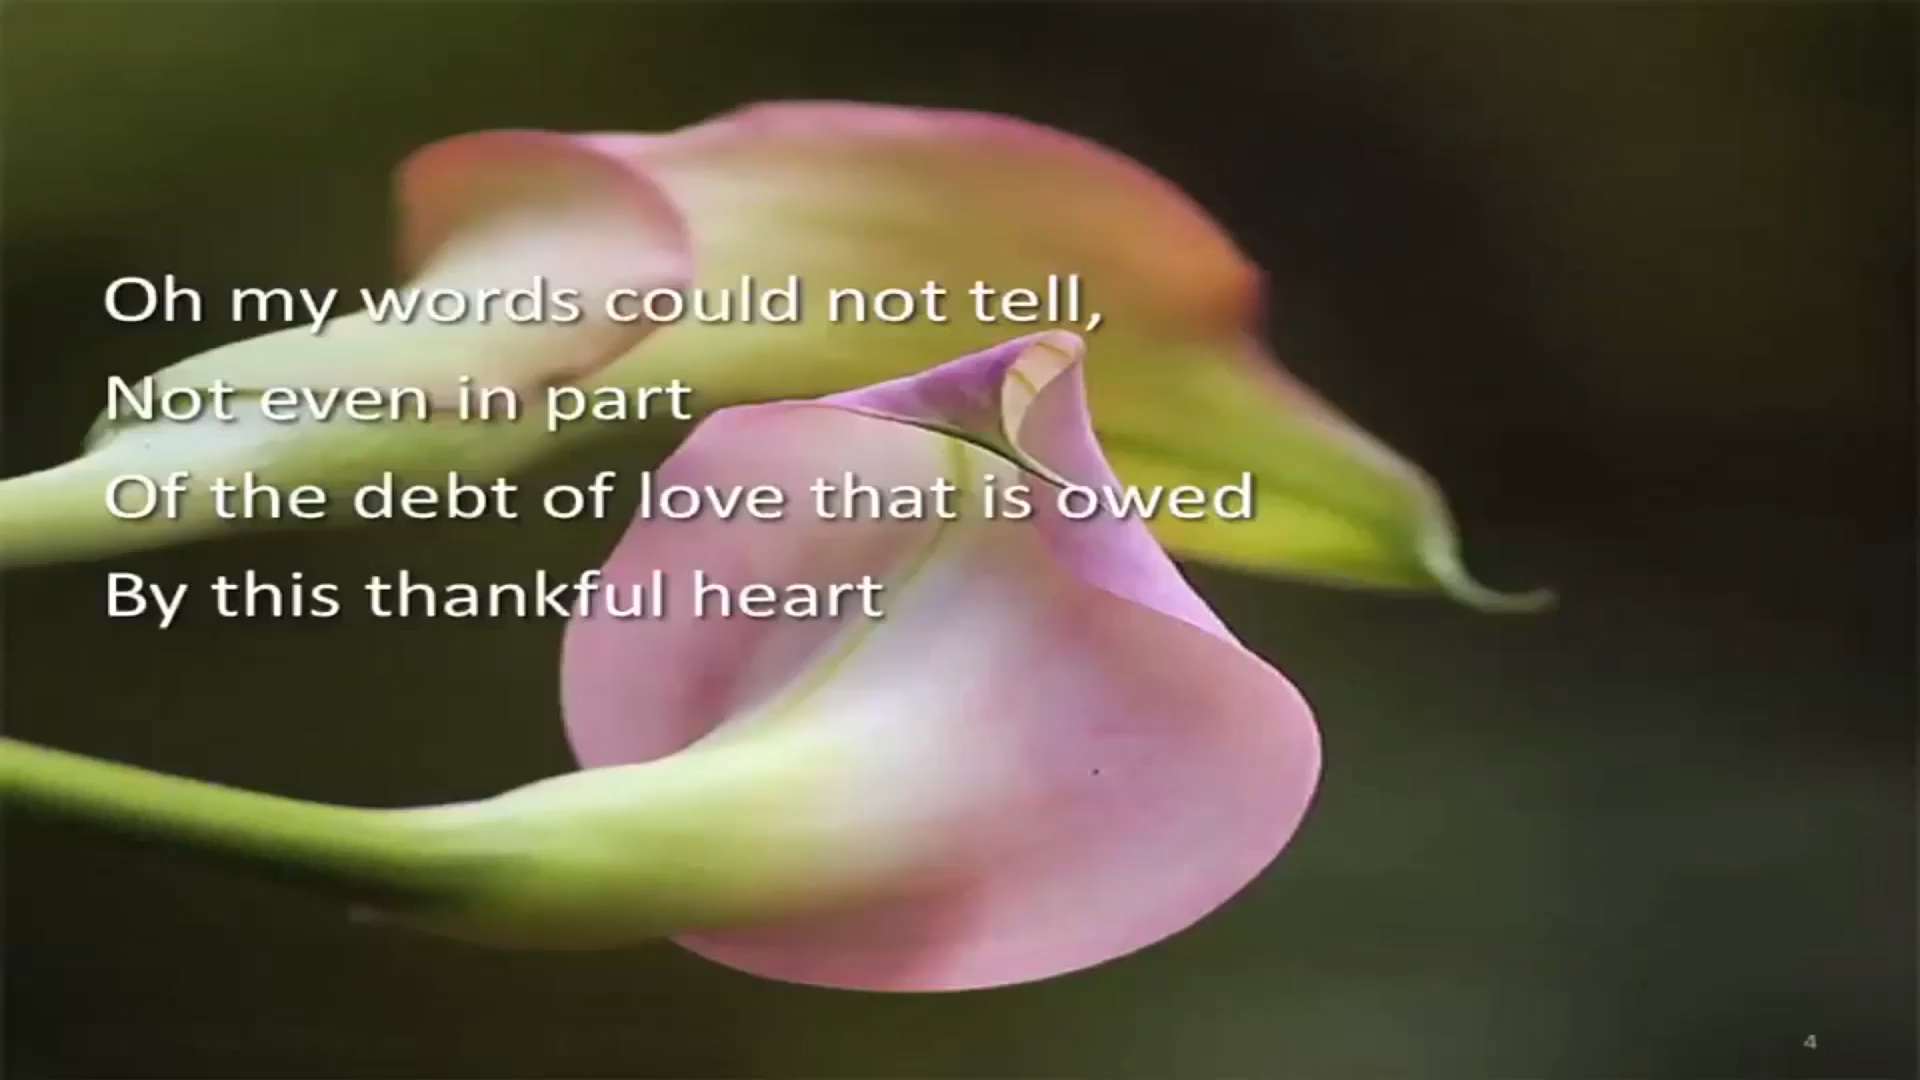 Oh my words could not tell,
Not even in part
Of the debt of love that is owed
By this thankful heart
4